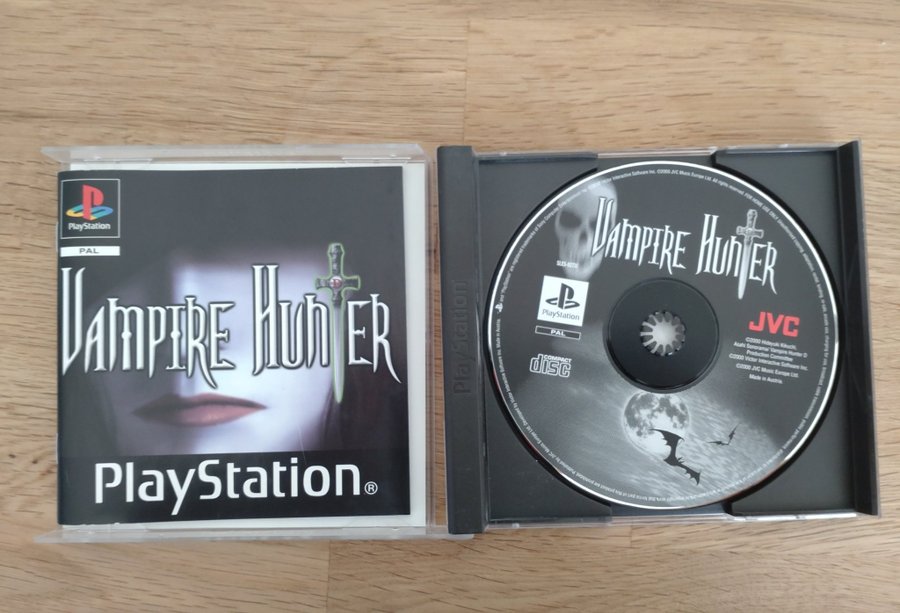 PlayStation
PAL
VAMPIRE HUNTER
PlayStation®
PlayStation
VAMPIRE HUNTER
PlayStation
PAL
COMPACT
disc
JVC
©2000 Hideyuki Kikuchi,
Asahi Sonorama/ Vampire Hunter D
Production Committee
©2000 Victor Interactive Software Inc.
©2000 JVC Music Europe Ltd.
Made in Austria.